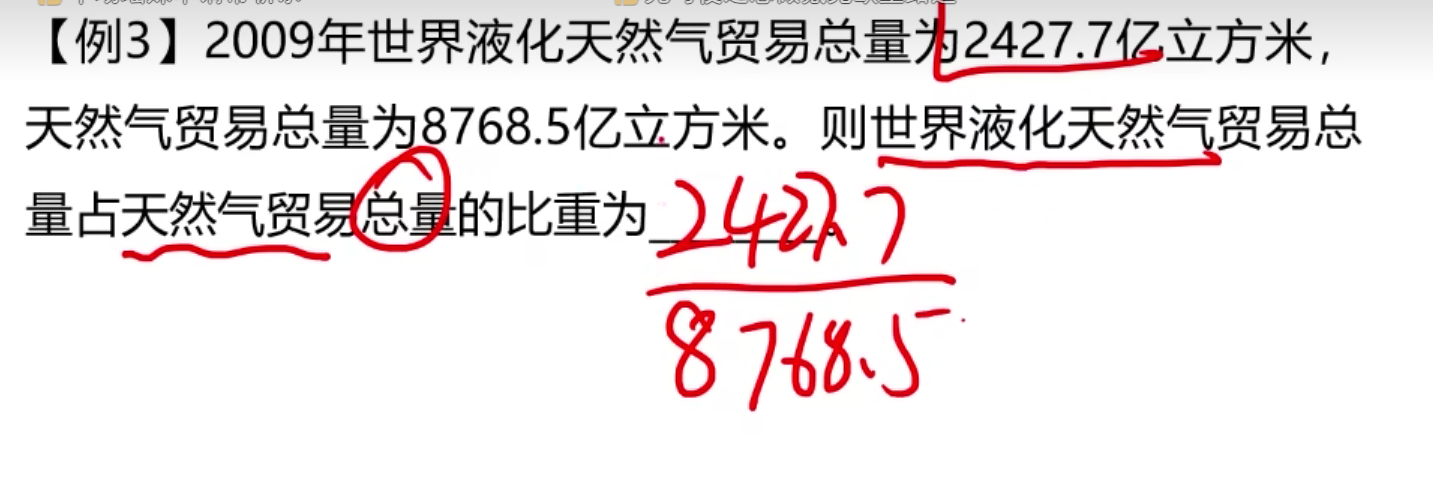 【例3】2009年世界液化天然气贸易总量为2427.7亿立方米，
天然气贸易总量为8768.5亿立方米。则世界液化天然气贸易总
量占天然气贸易总量的比重为________。
2427.7
8768.5